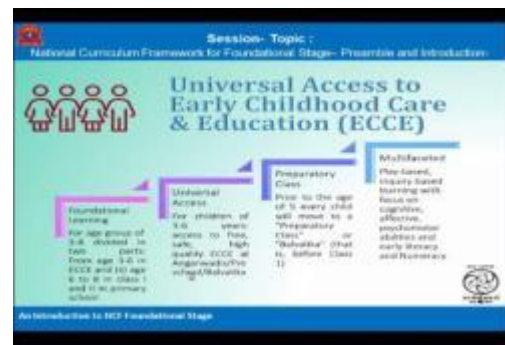 Session- Topic :
National Curriculum Framework for Foundational Stage- Preamble and Introduction-
Universal Access to
Early Childhood Care
& Education (ECCE)
Foundational
Learning
For age group of
3-8 divided in
two parts:
From age 3-6 in
ECCE and (ii) age
6 to 8 in class I
and II in primary
school
Universal
Access
For children of
3-6 years:
access to free,
safe, high
quality ECCE at
Anganwadis/Pre
school/Balvatika
Preparatory
Class
Prior to the age
of 5 every child
will move to a
"Preparatory
Class" or
"Balvatika" (that
is, before Class
1)
Multifaceted
Play-based,
inquiry-based
learning with
focus on
cognitive,
affective,
psychomotor
abilities and
early literacy
and Numeracy
An Introduction to NCF Foundational Stage